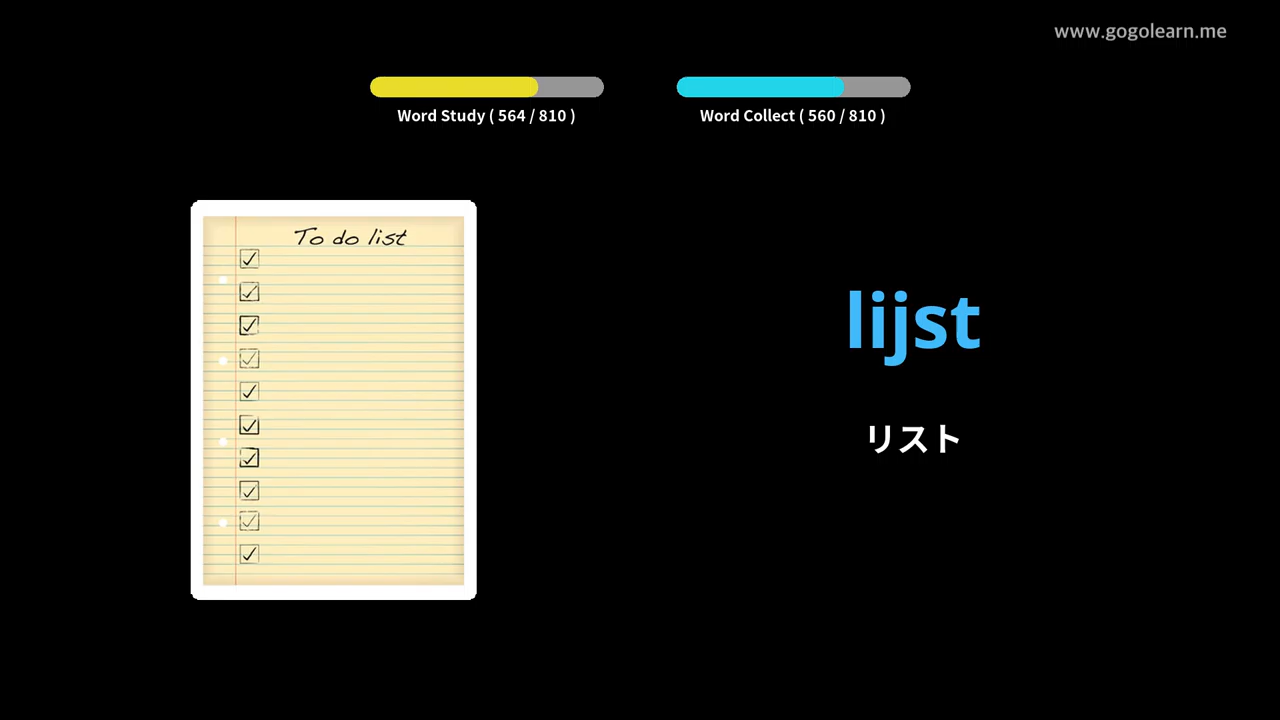 www.gogolearn.me
Word Study ( 564 / 810 )
Word Collect ( 560 / 810 )
To do list
lijst
リスト